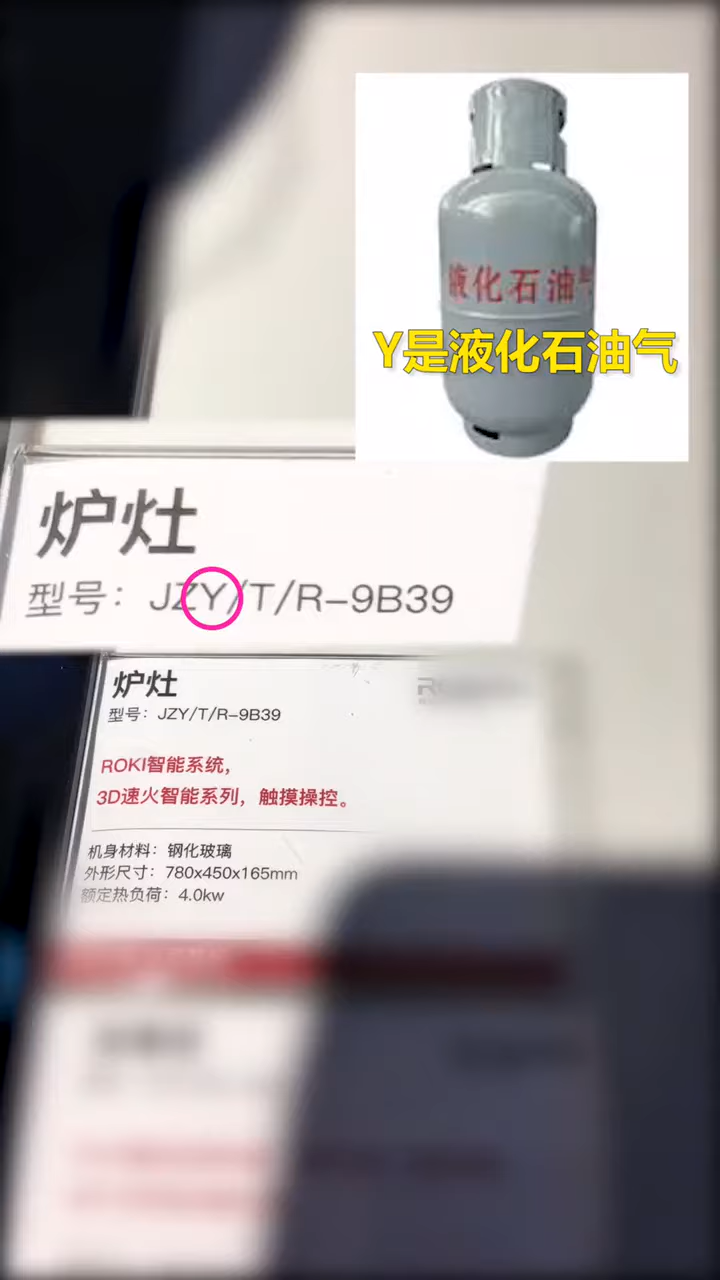 液化石油气
Y是液化石油气
炉灶
型号：JZY/T/R-9B39
炉灶
型号：JZY/T/R-9B39
ROKI智能系统，
3D速火智能系列，触摸操控。
机身材料：钢化玻璃
外形尺寸：780x450x165mm
额定热负荷：4.0kw